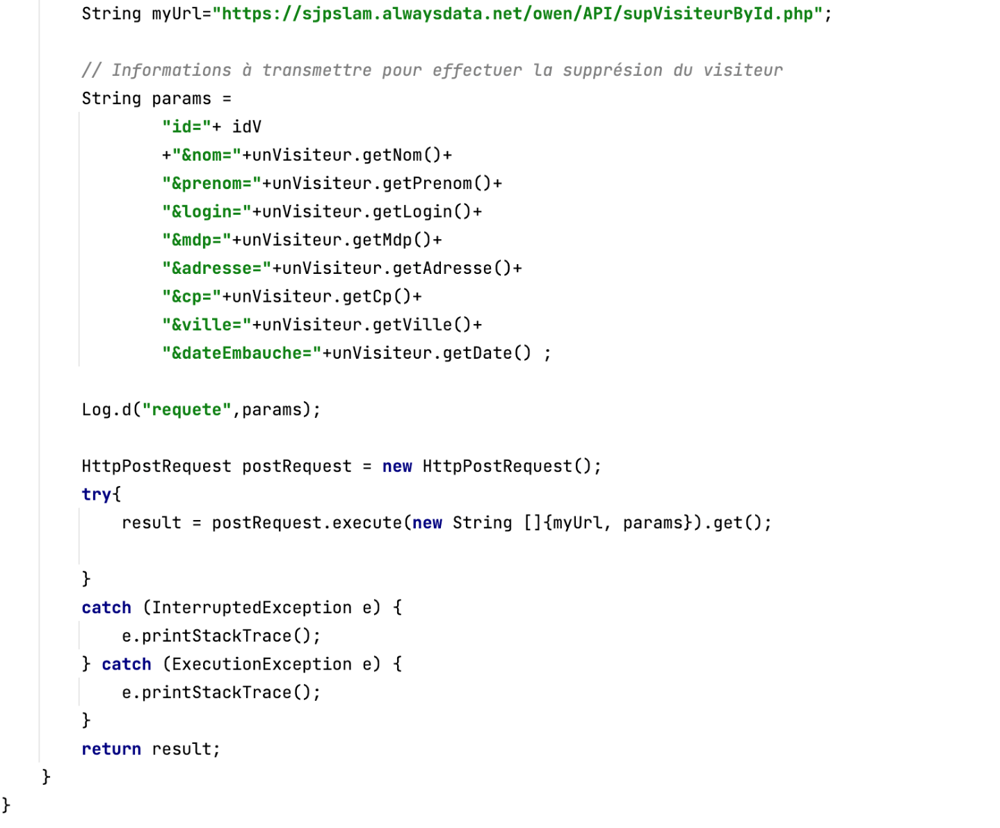 String myUrl="https://sjpslam.alwaysdata.net/owen/API/supVisiteurById.php";
// Informations à transmettre pour effectuer la supprésion du visiteur
String params =
"id="+ idV
+"&nom="+unVisiteur.getNom()+
"&prenom="+unVisiteur.getPrenom()+
"&login="+unVisiteur.getLogin()+
"&mdp="+unVisiteur.getMdp()+
"&adresse="+unVisiteur.getAdresse()+
"&cp="+unVisiteur.getCp()+
"&ville="+unVisiteur.getVille()+
"&dateEmbauche="+unVisiteur.getDate() ;
Log.d("requete",params);
HttpPostRequest postRequest = new HttpPostRequest();
try{
result = postRequest.execute(new String []{myUrl, params}).get();
}
catch (InterruptedException e) {
e.printStackTrace();
} catch (ExecutionException e) {
e.printStackTrace();
}
return result;
}
}